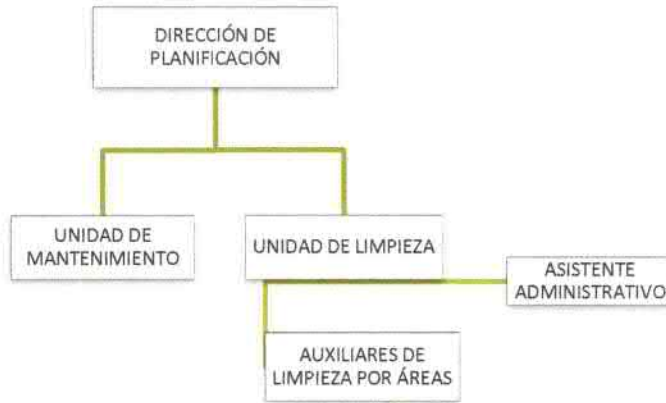 DIRECCIÓN DE
PLANIFICACIÓN
UNIDAD DE
MANTENIMIENTO
UNIDAD DE LIMPIEZA
ASISTENTE
ADMINISTRATIVO
AUXILIARES DE
LIMPIEZA POR ÁREAS